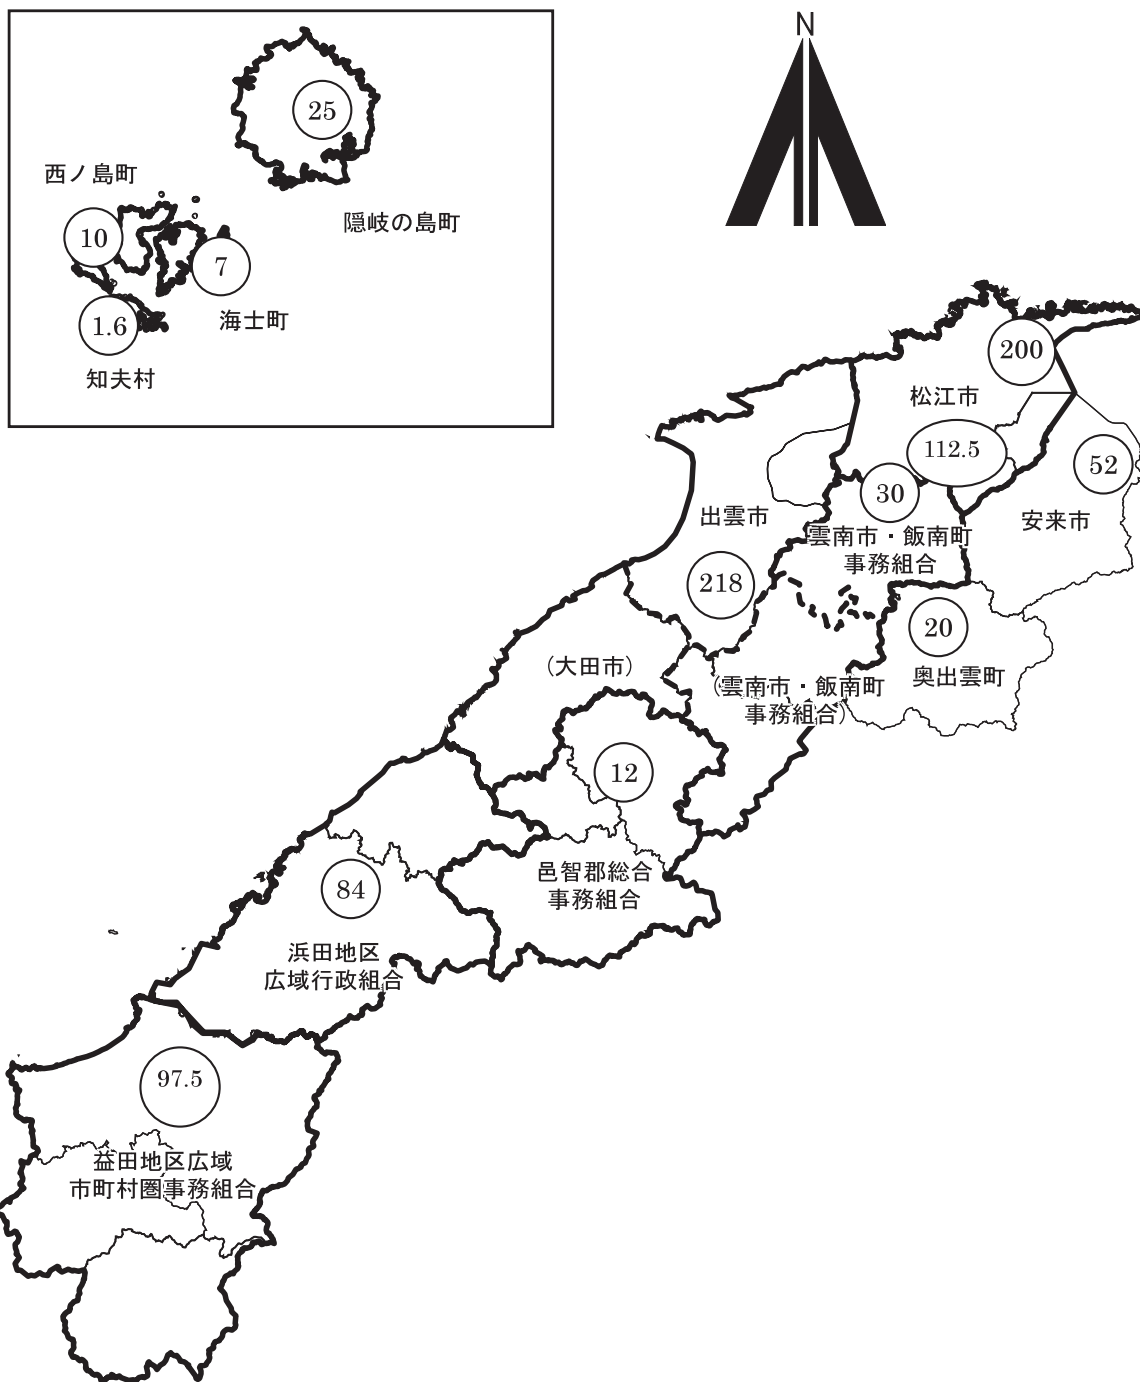 N
25
西ノ島町
隠岐の島町
10
7
1.6
海士町
知夫村
200
松江市
112.5
52
30
出雲市
安来市
雲南市・飯南町
事務組合
218
20
(大田市)
奥出雲町
(雲南市・飯南町
事務組合)
12
邑智郡総合
事務組合
84
浜田地区
広域行政組合
97.5
益田地区広域
市町村圏事務組合